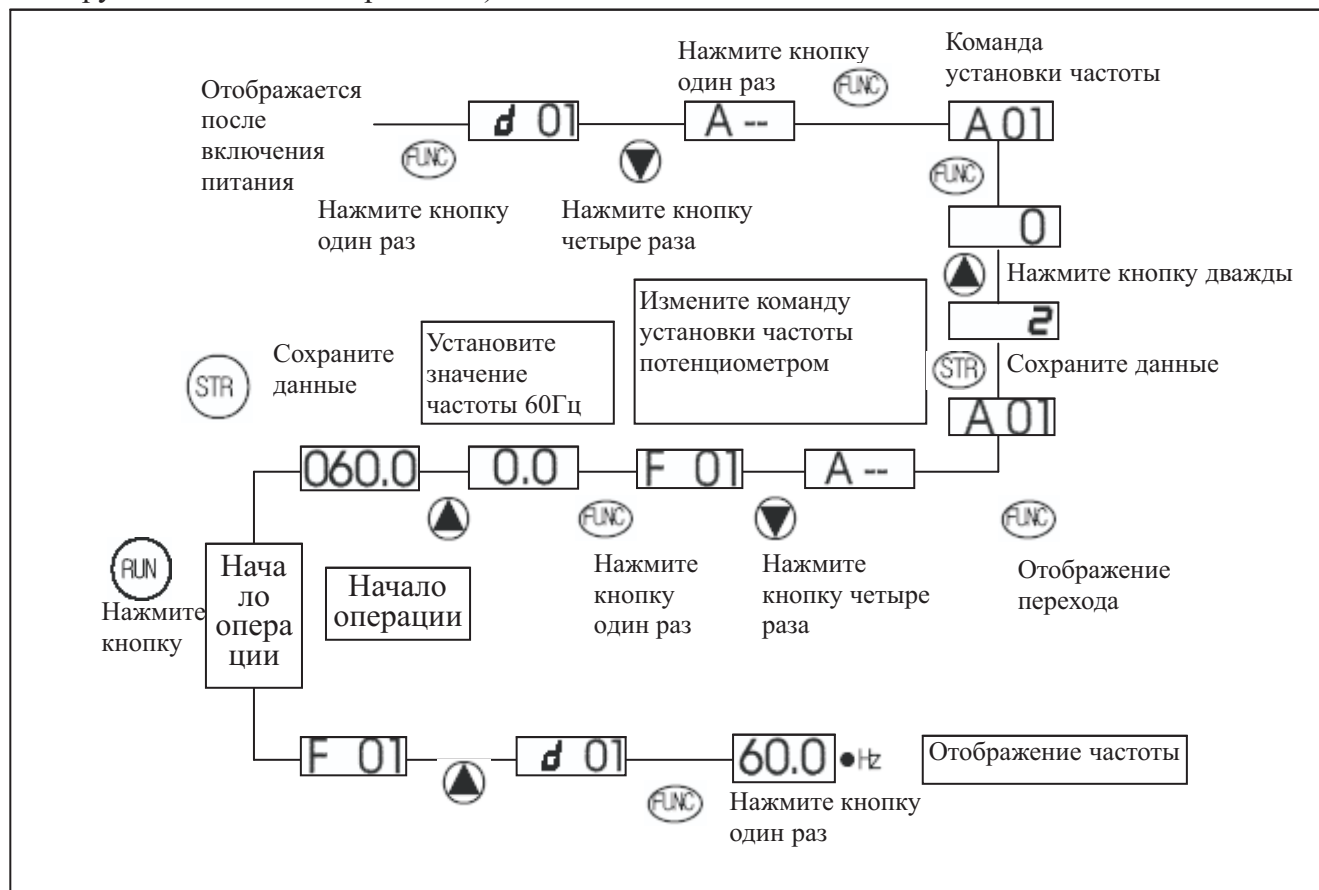 Нажмите кнопку
один раз
Команда
установки частоты
Отображается
после
включения
питания
FUNC
d 01
A --
FUNC
A 01
Нажмите кнопку
один раз
Нажмите кнопку
четыре раза
FUNC
0
Нажмите кнопку дважды
2
STR
Сохраните данные
A 01
Измените команду
установки частоты
потенциометром
Установите
значение
частоты 60Гц
STR
Сохраните
данные
060.0
0.0
F 01
A --
FUNC
FUNC
Нажмите
кнопку
один раз
Нажмите
кнопку четыре
раза
Отображение
перехода
RUN
Нажмите
кнопку
Нача
ло
опера
ции
Начало
операции
F 01
d 01
60.0
Hz
FUNC
Нажмите кнопку
один раз
Отображение частоты